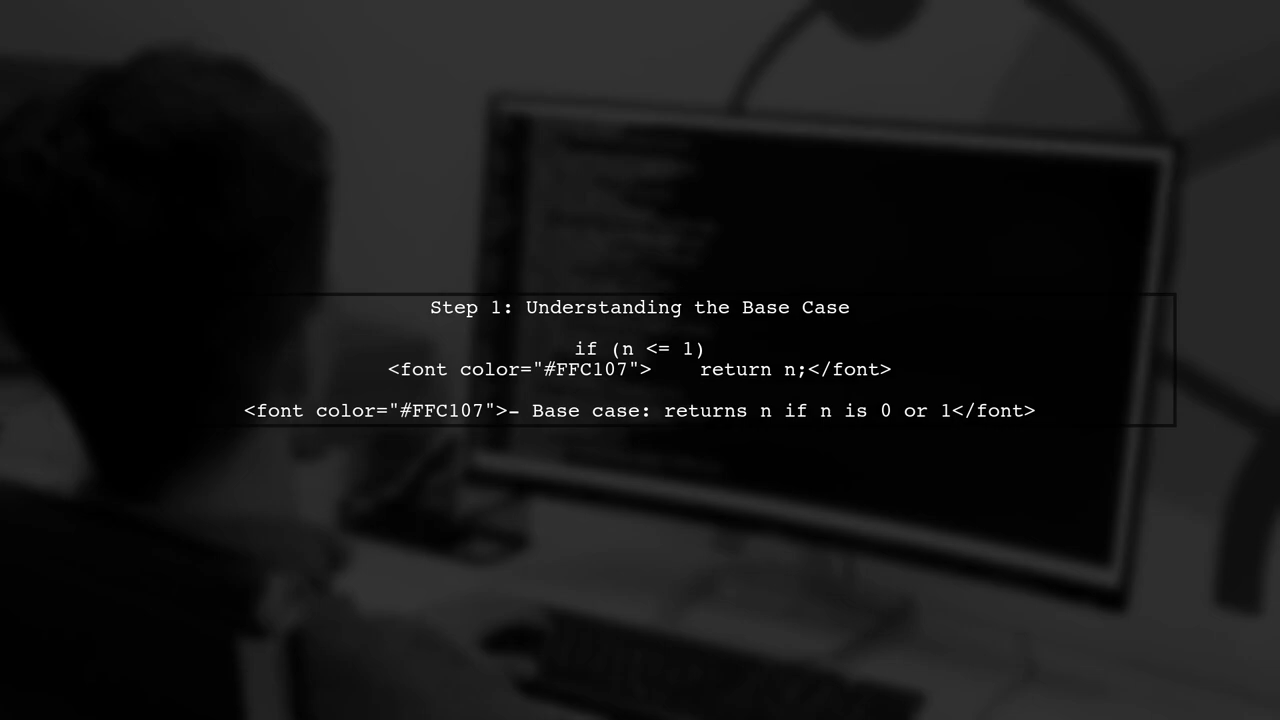 Step 1: Understanding the Base Case
if (n <= 1)
<font color="#FFC107">    return n;</font>
<font color="#FFC107">- Base case: returns n if n is 0 or 1</font>